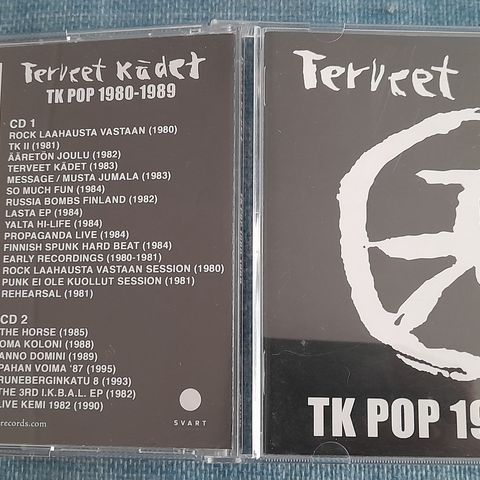 Terveet Kädet
TK POP 1980-1989
CD 1
ROCK LAAHAUSTA VASTAAN (1980)
TK II (1981)
ÄÄRETÖN JOULU (1982)
TERVEET KÄDET (1983)
MESSAGE / MUSTA JUMALA (1983)
SO MUCH FUN (1984)
RUSSIA BOMBS FINLAND (1982)
LASTA EP (1984)
YALTA HI-LIFE (1984)
PROPAGANDA LIVE (1984)
FINNISH SPUNK HARD BEAT (1984)
EARLY RECORDINGS (1980-1981)
ROCK LAAHAUSTA VASTAAN SESSION (1980)
PUNK EI OLE KUOLLUT SESSION (1981)
REHEARSAL (1981)
CD 2
THE HORSE (1985)
OMA KOLONI (1988)
ANNO DOMINI (1989)
PAHAN VOIMA '87 (1995)
RUNEBERGINKATU 8 (1993)
THE 3RD I.K.B.A.L. EP (1982)
LIVE KEMI 1982 (1990)
records.com
SVART
Terveet
TK POP 19